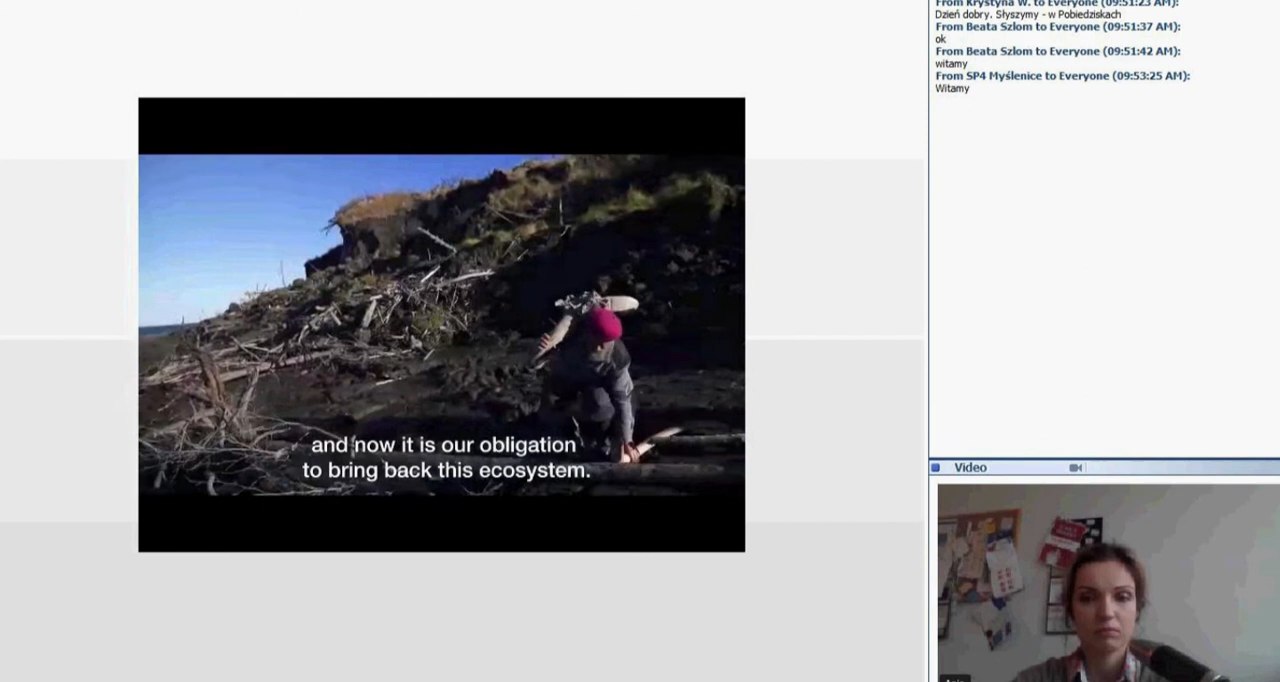 From Krystyna W. to Everyone (09:51:23 AM):
Dzień dobry. Słyszymy - w Pobiedziskach
From Beata Szlom to Everyone (09:51:37 AM):
ok
From Beata Szlom to Everyone (09:51:42 AM):
witamy
From SP4 Myślenice to Everyone (09:53:25 AM):
Witamy
and now it is our obligation
to bring back this ecosystem.
Video